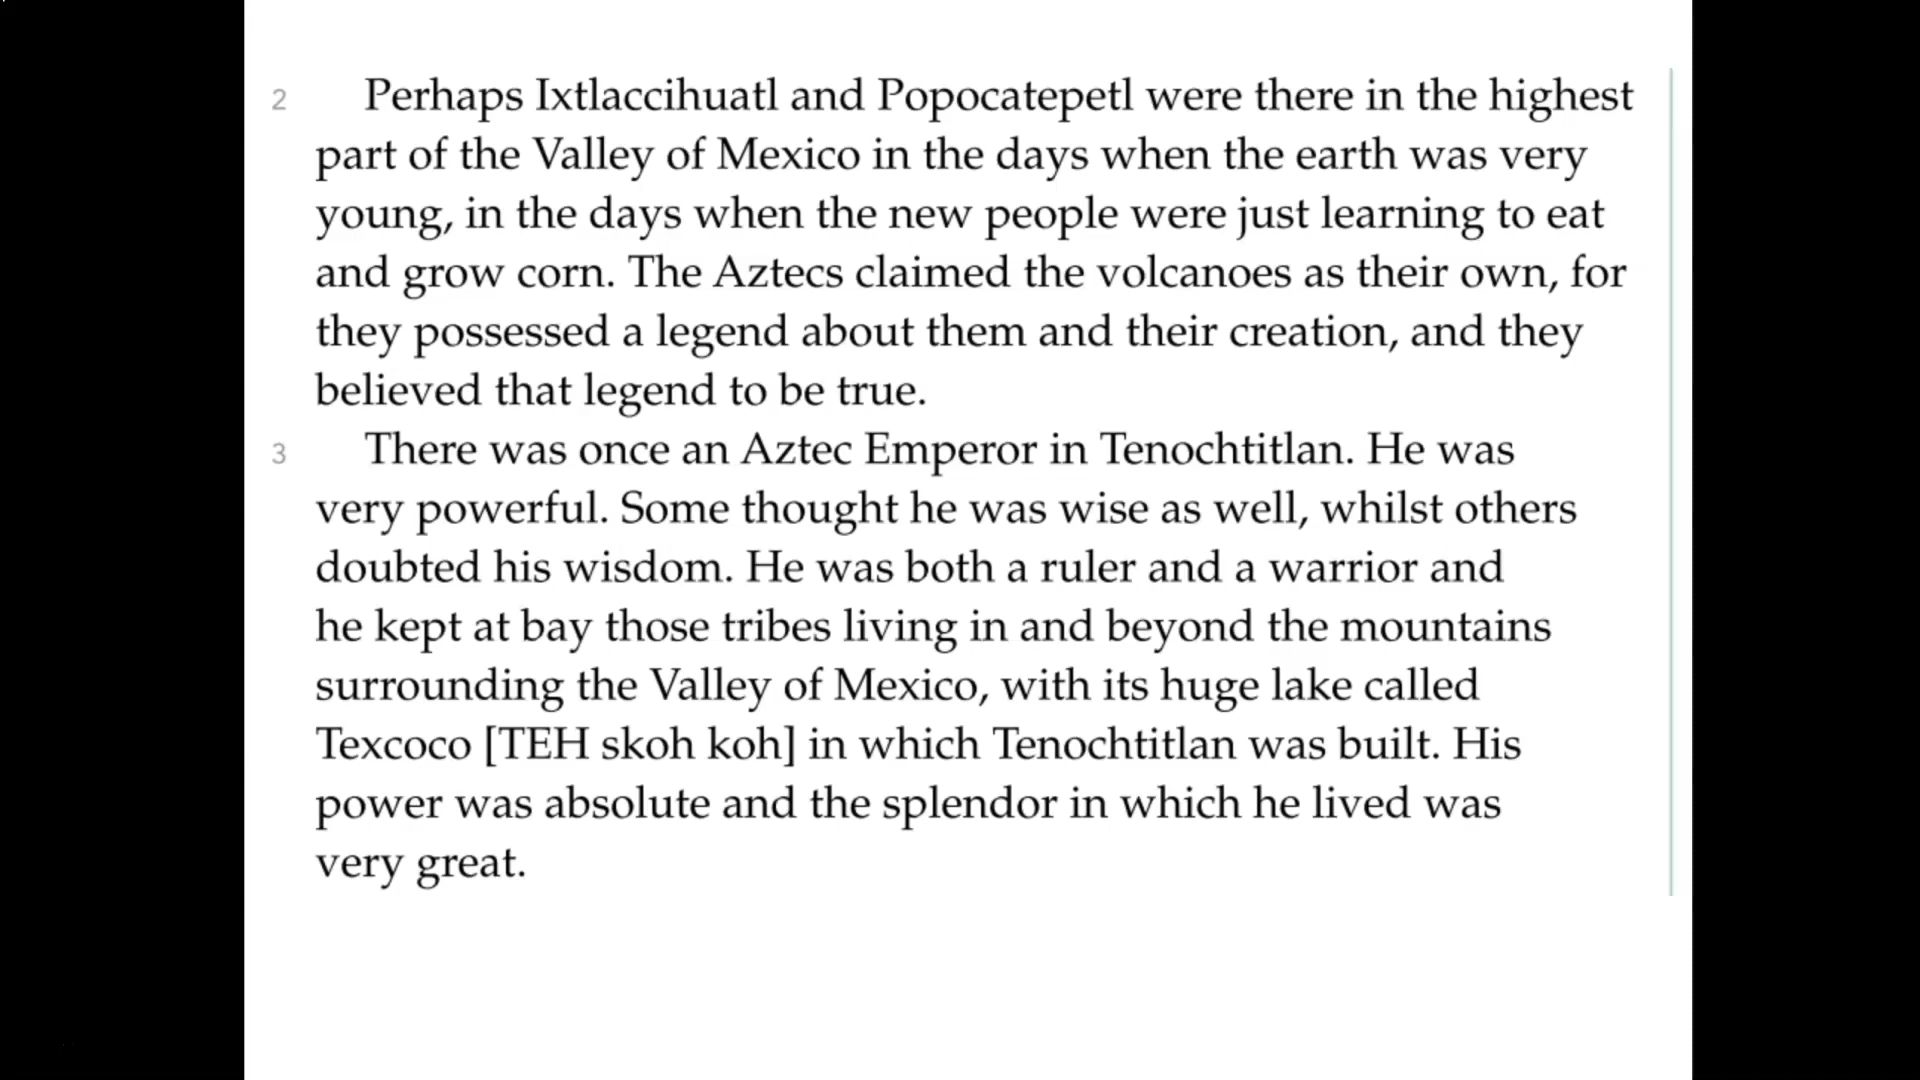 2 Perhaps Ixtlaccihuatl and Popocatepetl were there in the highest
part of the Valley of Mexico in the days when the earth was very
young, in the days when the new people were just learning to eat
and grow corn. The Aztecs claimed the volcanoes as their own, for
they possessed a legend about them and their creation, and they
believed that legend to be true.
3 There was once an Aztec Emperor in Tenochtitlan. He was
very powerful. Some thought he was wise as well, whilst others
doubted his wisdom. He was both a ruler and a warrior and
he kept at bay those tribes living in and beyond the mountains
surrounding the Valley of Mexico, with its huge lake called
Texcoco [TEH skoh koh] in which Tenochtitlan was built. His
power was absolute and the splendor in which he lived was
very great.